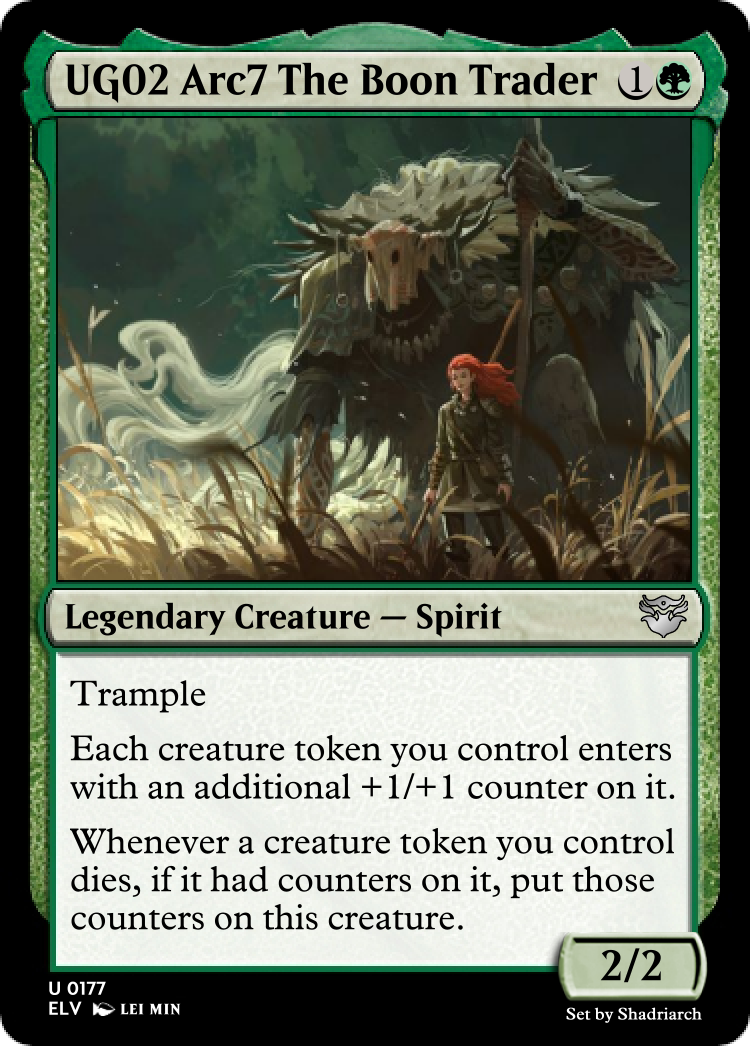 UG02 Arc7 The Boon Trader 1
Legendary Creature — Spirit
Trample
Each creature token you control enters
with an additional +1/+1 counter on it.
Whenever a creature token you control
dies, if it had counters on it, put those
counters on this creature.
2/2
U 0177
ELV LEI MIN
Set by Shadriarch